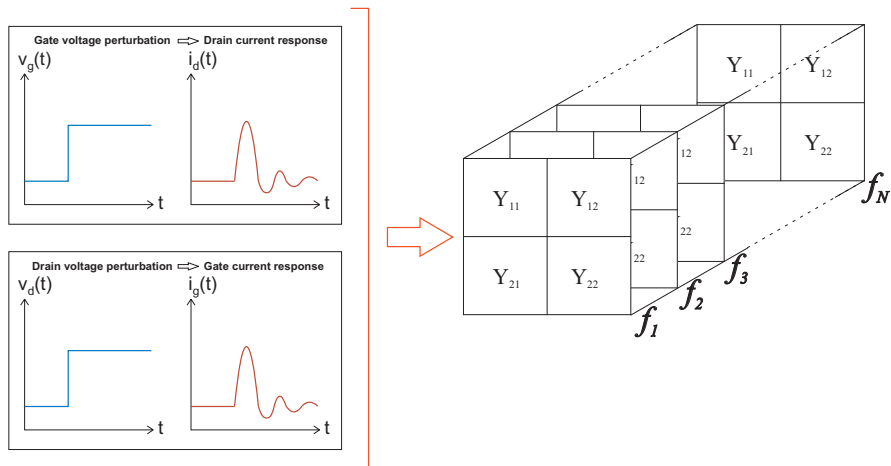 Gate voltage perturbation ⇨ Drain current response
v_g(t) i_d(t)
t t
Drain voltage perturbation ⇨ Gate current response
v_d(t) i_g(t)
t t
Y_11 Y_12
Y_21 Y_22
f_N
12
12
22
22
Y_11 Y_12
Y_21 Y_22
f_3
f_2
f_1